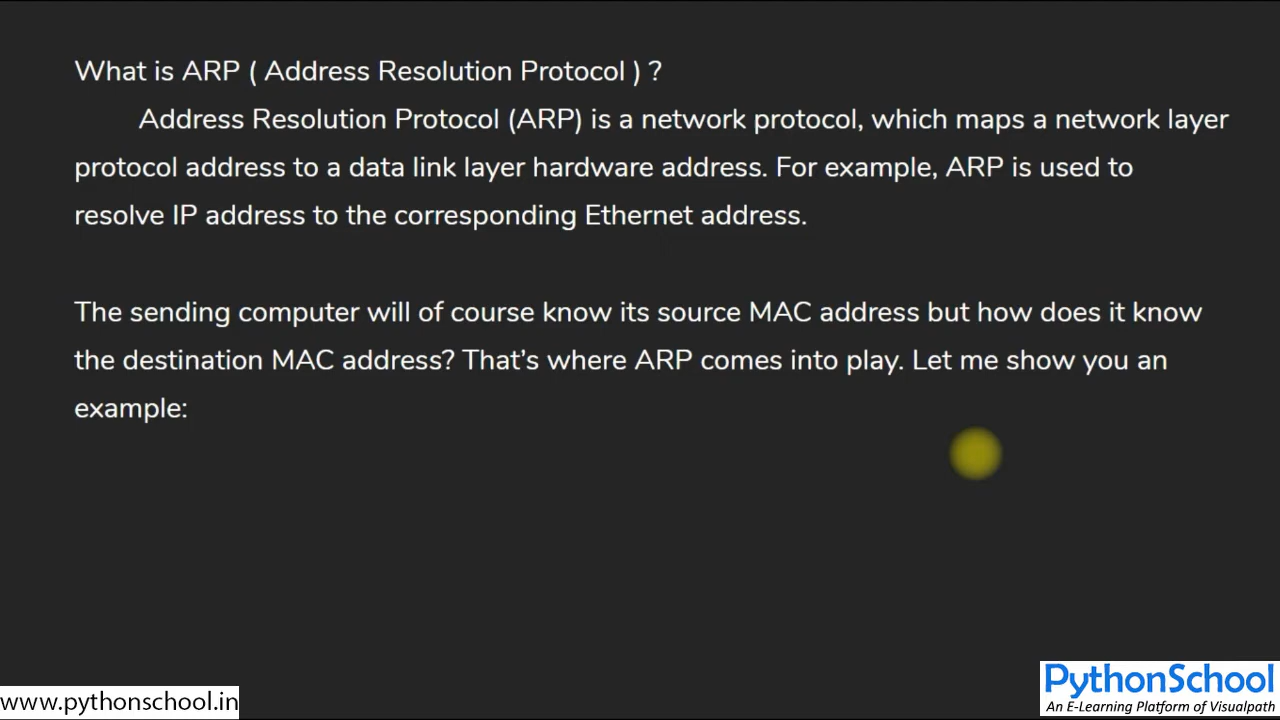 What is ARP ( Address Resolution Protocol ) ?
Address Resolution Protocol (ARP) is a network protocol, which maps a network layer
protocol address to a data link layer hardware address. For example, ARP is used to
resolve IP address to the corresponding Ethernet address.
The sending computer will of course know its source MAC address but how does it know
the destination MAC address? That’s where ARP comes into play. Let me show you an
example:
PythonSchool
An E-Learning Platform of Visualpath
www.pythonschool.in